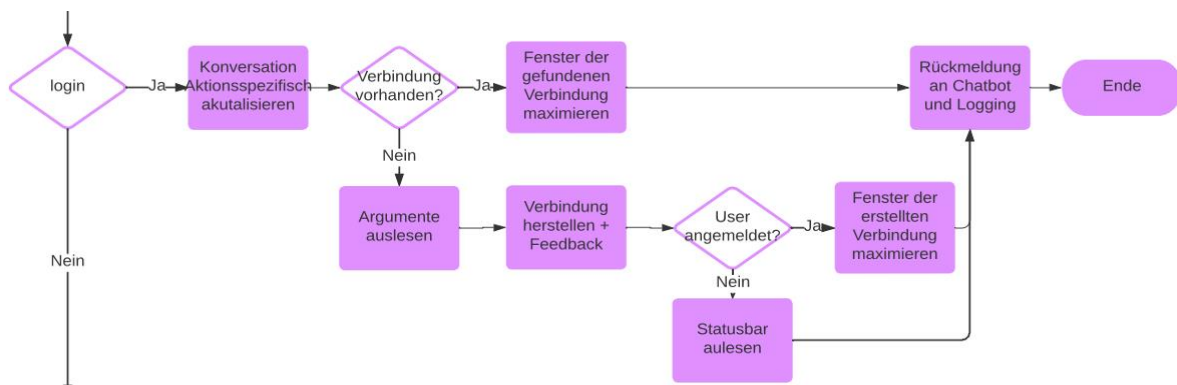 login
Ja
Konversation
Aktionsspezifisch
akutalisieren
Verbindung
vorhanden?
Ja
Fenster der
gefundenen
Verbindung
maximieren
Rückmeldung
an Chatbot
und Logging
Ende
Nein
Argumente
auslesen
Verbindung
herstellen +
Feedback
User
angemeldet?
Ja
Fenster der
erstellten
Verbindung
maximieren
Nein
Nein
Statusbar
aulesen